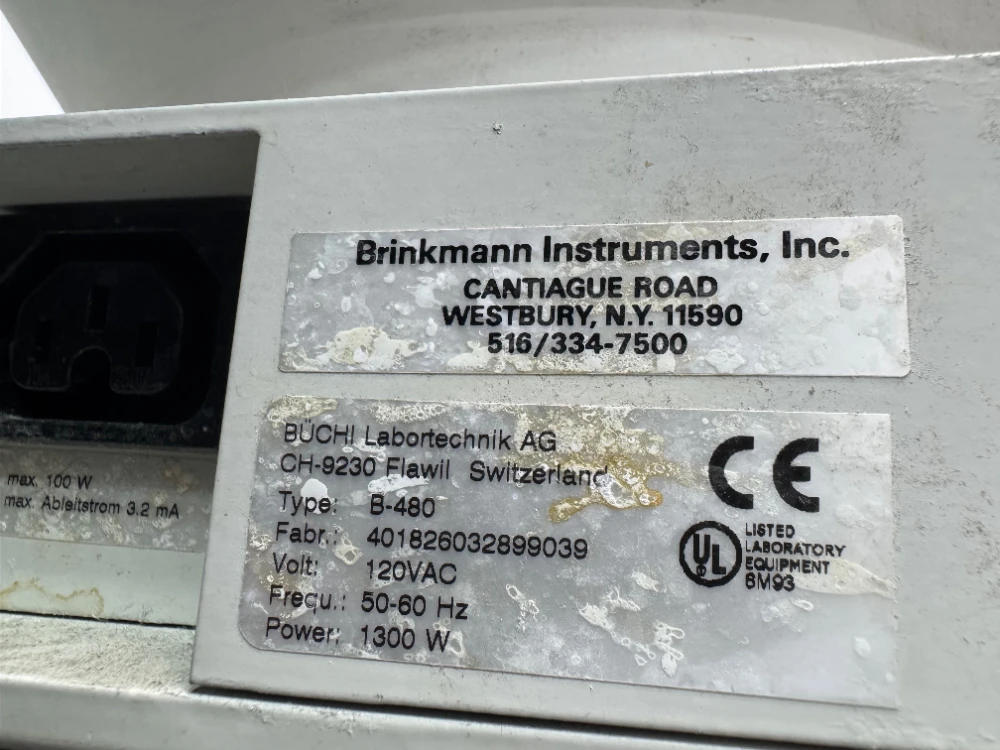 Brinkmann Instruments, Inc.
CANTIAGUE ROAD
WESTBURY, N.Y. 11590
516/334-7500
BÜCHI Labortechnik AG
CH-9230 Flawil Switzerland
Type: B-480
Fabr.: 401826032899039
Volt: 120VAC
Frequ.: 50-60 Hz
Power: 1300 W
CE
UL
LISTED
LABORATORY
EQUIPMENT
8M93
max. 100 W
max. Ableitstrom 3.2 mA